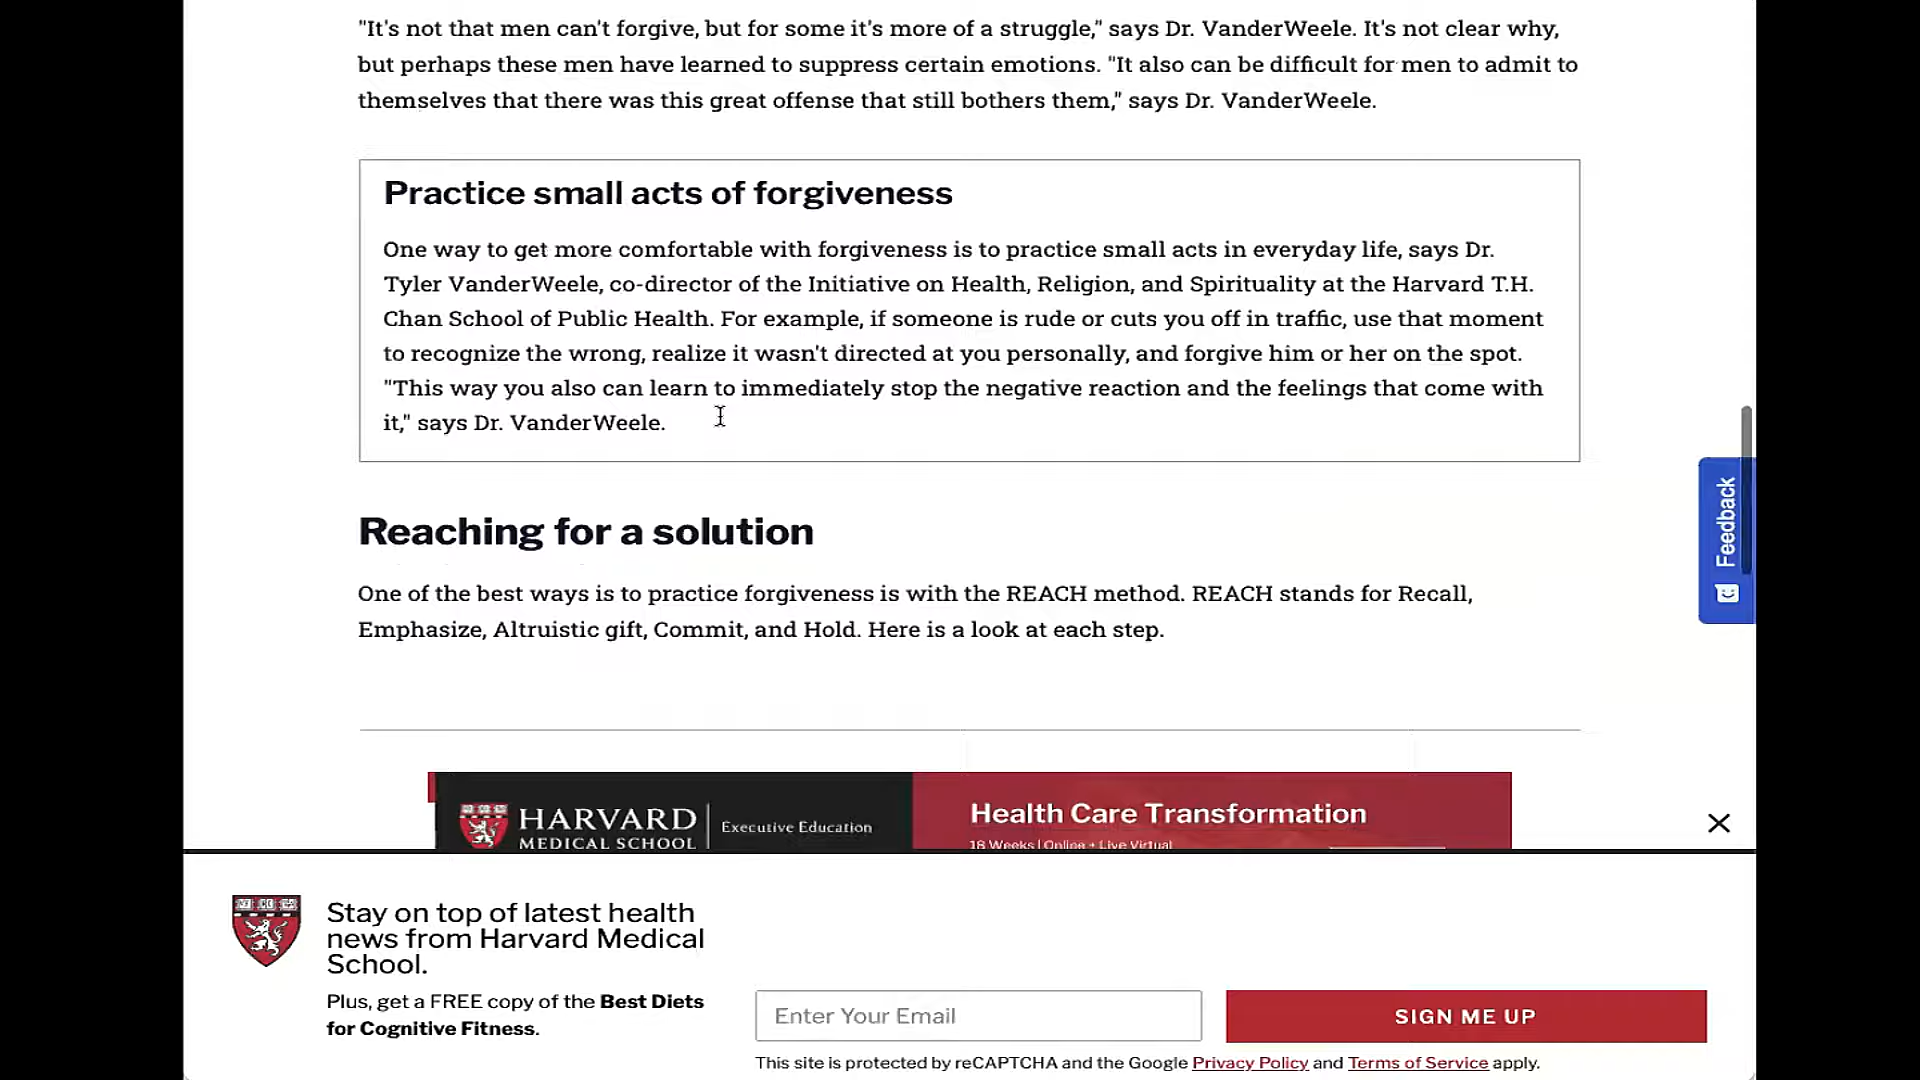 "It's not that men can't forgive, but for some it's more of a struggle," says Dr. VanderWeele. It's not clear why,
but perhaps these men have learned to suppress certain emotions. "It also can be difficult for men to admit to
themselves that there was this great offense that still bothers them," says Dr. VanderWeele.
Practice small acts of forgiveness
One way to get more comfortable with forgiveness is to practice small acts in everyday life, says Dr.
Tyler VanderWeele, co-director of the Initiative on Health, Religion, and Spirituality at the Harvard T.H.
Chan School of Public Health. For example, if someone is rude or cuts you off in traffic, use that moment
to recognize the wrong, realize it wasn't directed at you personally, and forgive him or her on the spot.
"This way you also can learn to immediately stop the negative reaction and the feelings that come with
it," says Dr. VanderWeele.
Feedback
Reaching for a solution
One of the best ways is to practice forgiveness is with the REACH method. REACH stands for Recall,
Emphasize, Altruistic gift, Commit, and Hold. Here is a look at each step.
HARVARD
MEDICAL SCHOOL
Executive Education
Health Care Transformation
18 Weeks | Online + Live Virtual
Stay on top of latest health
news from Harvard Medical
School.
Plus, get a FREE copy of the Best Diets
for Cognitive Fitness.
Enter Your Email
SIGN ME UP
This site is protected by reCAPTCHA and the Google Privacy Policy and Terms of Service apply.